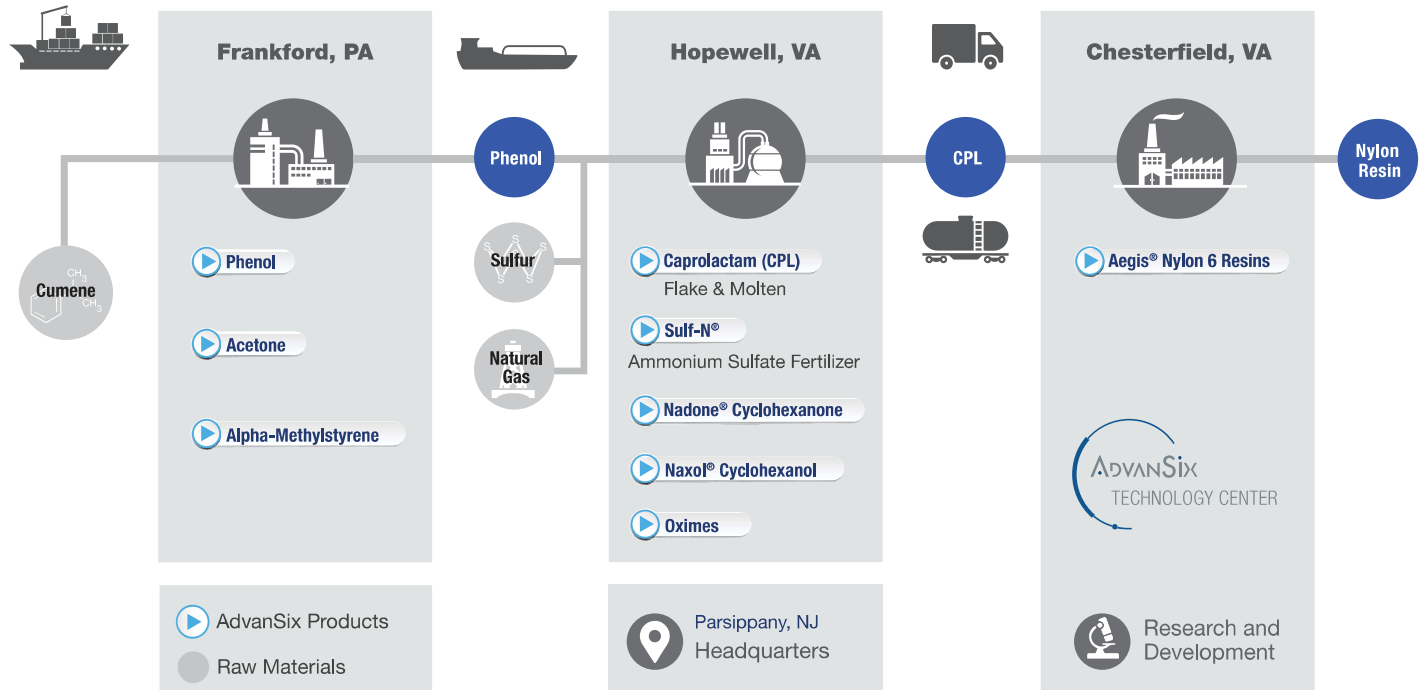 Frankford, PA
Hopewell, VA
Chesterfield, VA
Phenol
CPL
Nylon
Resin
Cumene
CH3
CH3
Sulfur
S
S
S
S
Natural
Gas
Phenol
Acetone
Alpha-Methylstyrene
Caprolactam (CPL)
Flake & Molten
Sulf-N®
Ammonium Sulfate Fertilizer
Nadone® Cyclohexanone
Naxol® Cyclohexanol
Oximes
Aegis® Nylon 6 Resins
ADVANSIX
TECHNOLOGY CENTER
AdvanSix Products
Raw Materials
Parsippany, NJ
Headquarters
Research and
Development